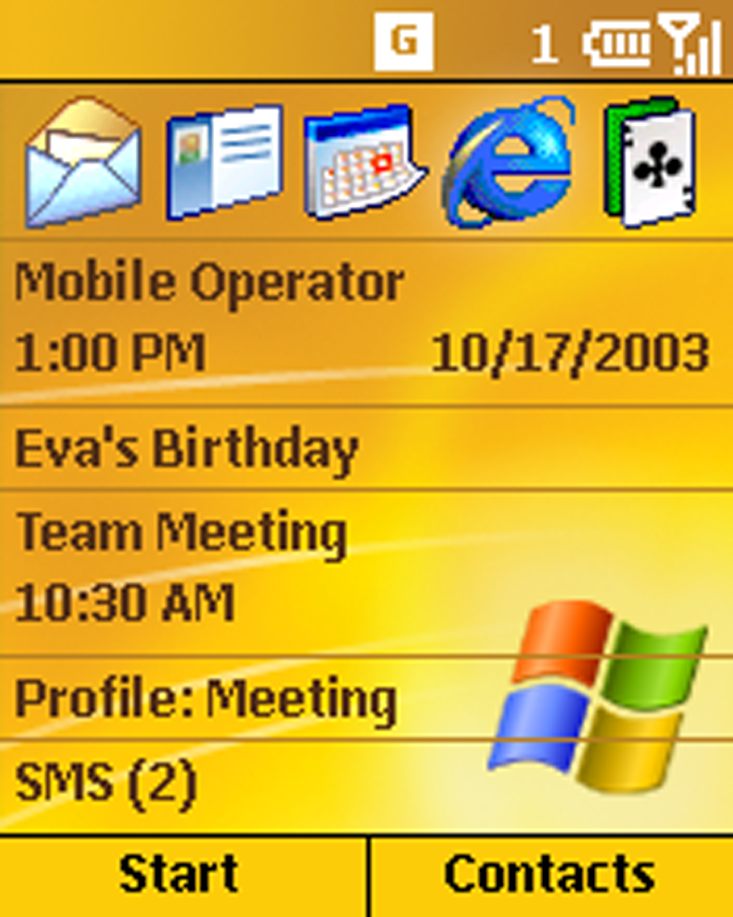 G 1
Mobile Operator
1:00 PM 10/17/2003
Eva's Birthday
Team Meeting
10:30 AM
Profile: Meeting
SMS (2)
Start Contacts